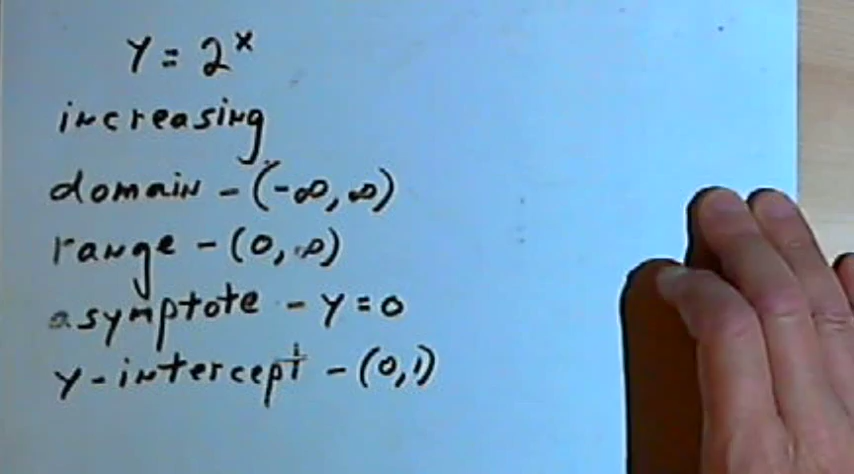 y = 2^x
increasing
domain - (-∞, ∞)
range - (0, ∞)
asymptote - y = 0
y-intercept - (0,1)